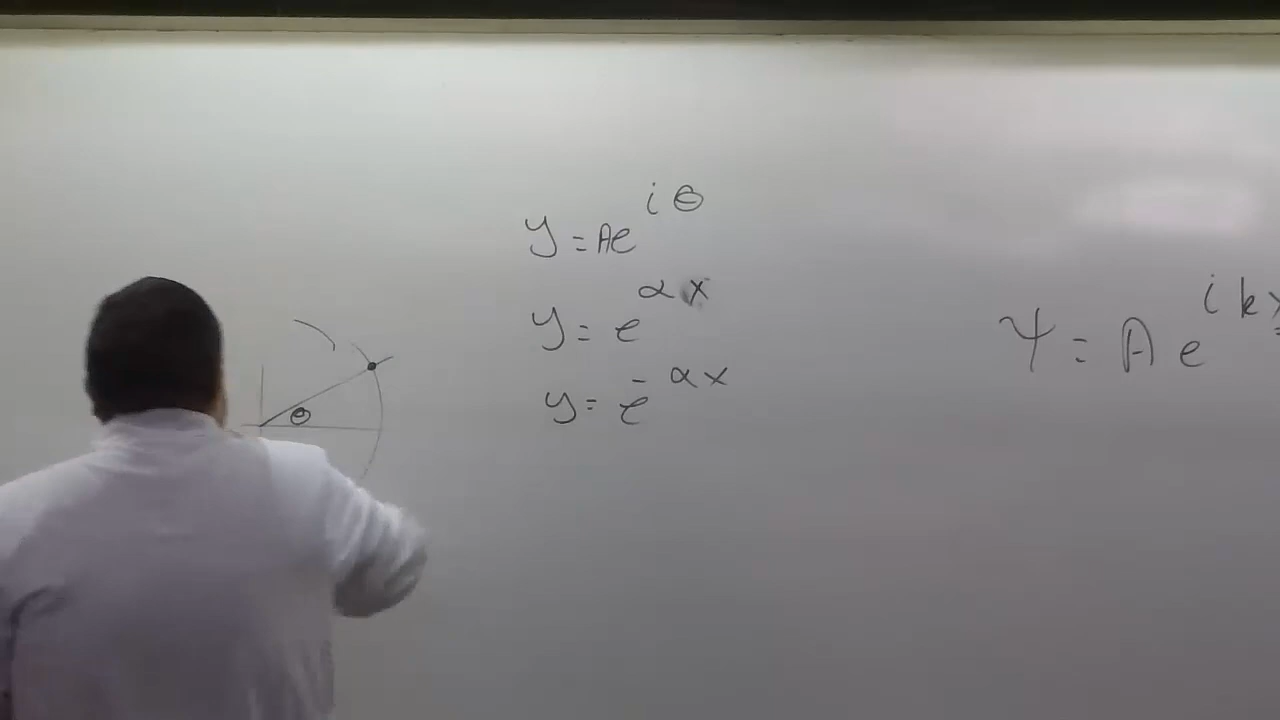 θ
y = Ae^{iθ}
y = e^{αx}
y = e^{-αx}
Ψ = A e^{ikx